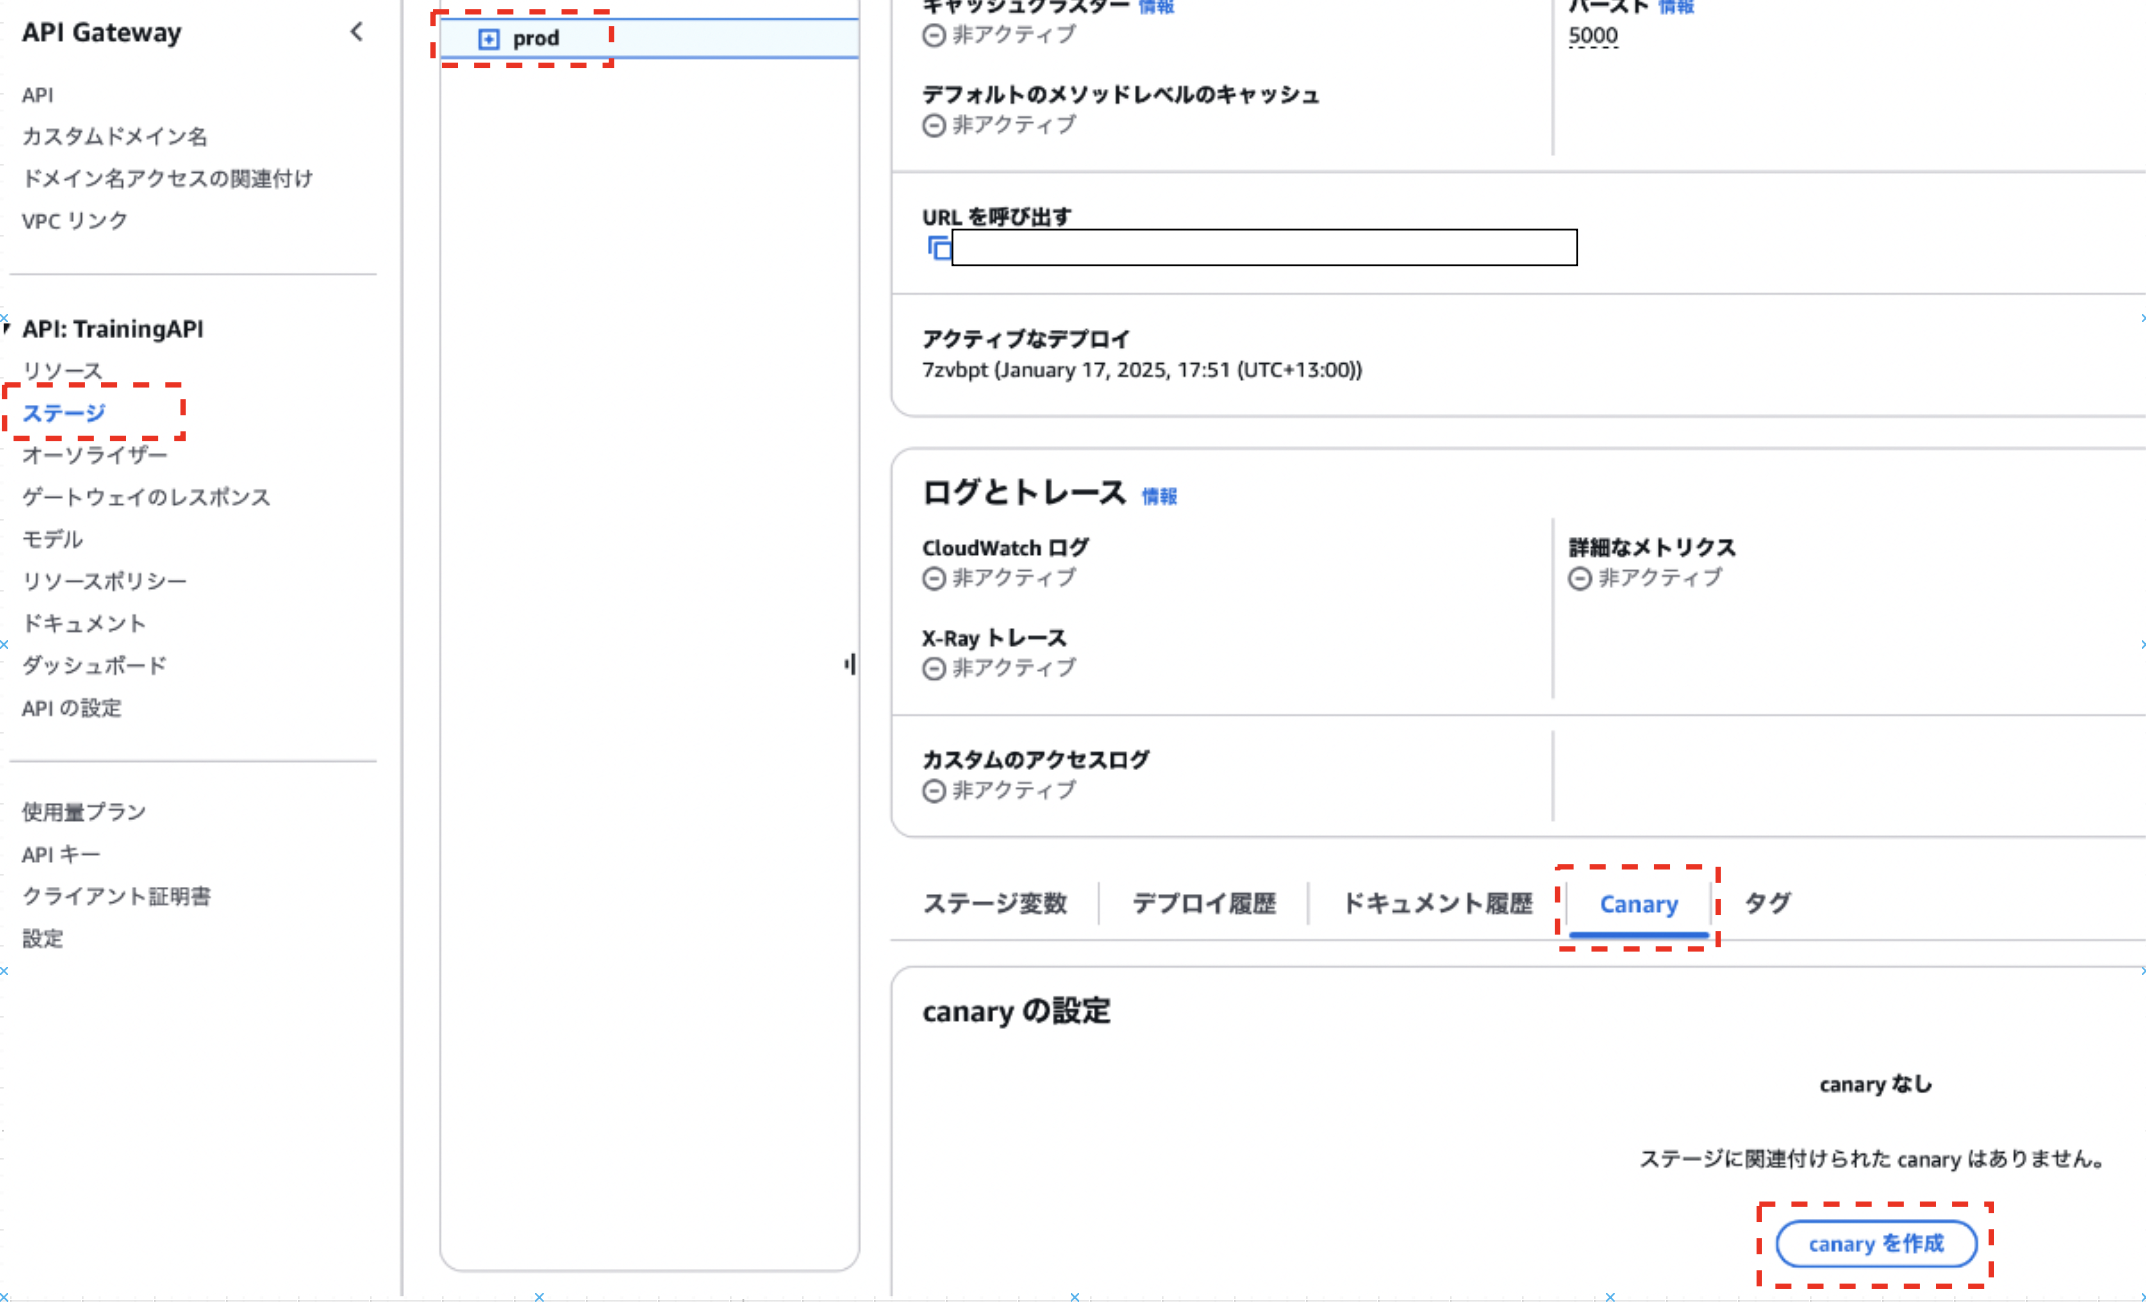 API Gateway
API
カスタムドメイン名
ドメイン名アクセスの関連付け
VPC リンク
API: TrainingAPI
リソース
ステージ
オーソライザー
ゲートウェイのレスポンス
モデル
リソースポリシー
ドキュメント
ダッシュボード
API の設定
使用量プラン
API キー
クライアント証明書
設定
prod
キャッシュクラスター 情報
非アクティブ
デフォルトのメソッドレベルのキャッシュ
非アクティブ
バースト 情報
5000
URL を呼び出す
アクティブなデプロイ
7zvbpt (January 17, 2025, 17:51 (UTC+13:00))
ログとトレース 情報
CloudWatch ログ
非アクティブ
詳細なメトリクス
非アクティブ
X-Ray トレース
非アクティブ
カスタムのアクセスログ
非アクティブ
ステージ変数
デプロイ履歴
ドキュメント履歴
Canary
タグ
canary の設定
canary なし
ステージに関連付けられた canary はありません。
canary を作成